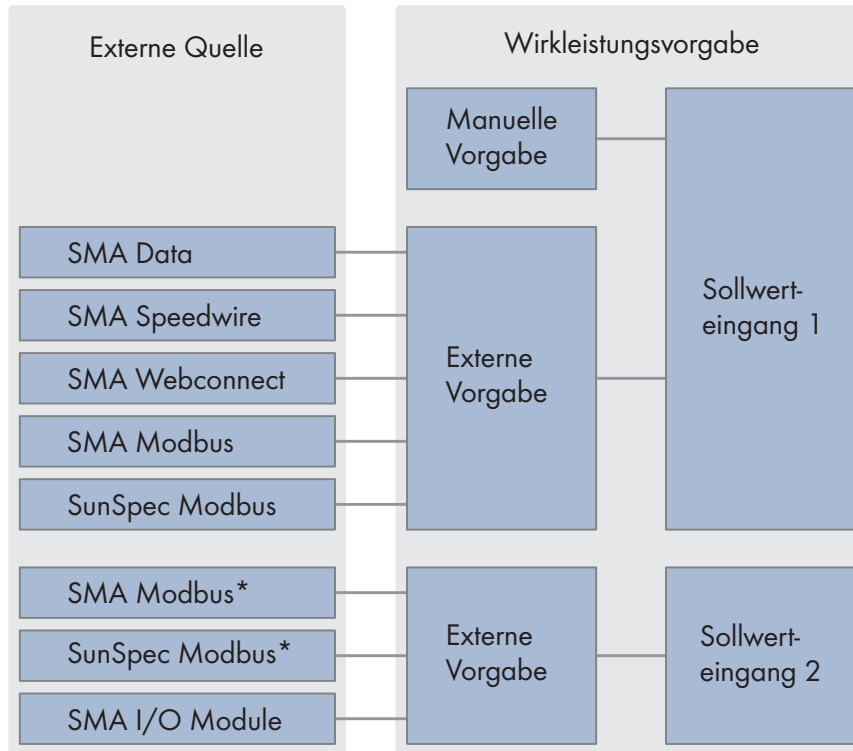 Externe Quelle
Wirkleistungsvorgabe
Manuelle
Vorgabe
SMA Data
SMA Speedwire
SMA Webconnect
SMA Modbus
SunSpec Modbus
Externe
Vorgabe
Sollwert-
eingang 1
SMA Modbus*
SunSpec Modbus*
SMA I/O Module
Externe
Vorgabe
Sollwert-
eingang 2